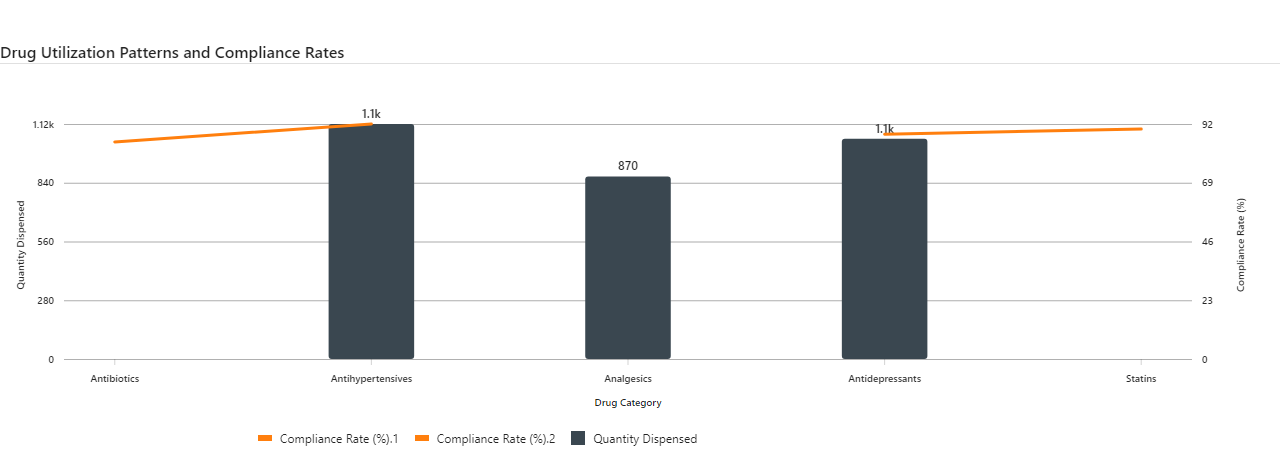 Drug Utilization Patterns and Compliance Rates
1.1k
1.1k
870
1.12k
840
560
280
0
92
69
46
23
0
Quantity Dispensed
Compliance Rate (%)
Antibiotics
Antihypertensives
Analgesics
Antidepressants
Statins
Drug Category
Compliance Rate (%).1
Compliance Rate (%).2
Quantity Dispensed